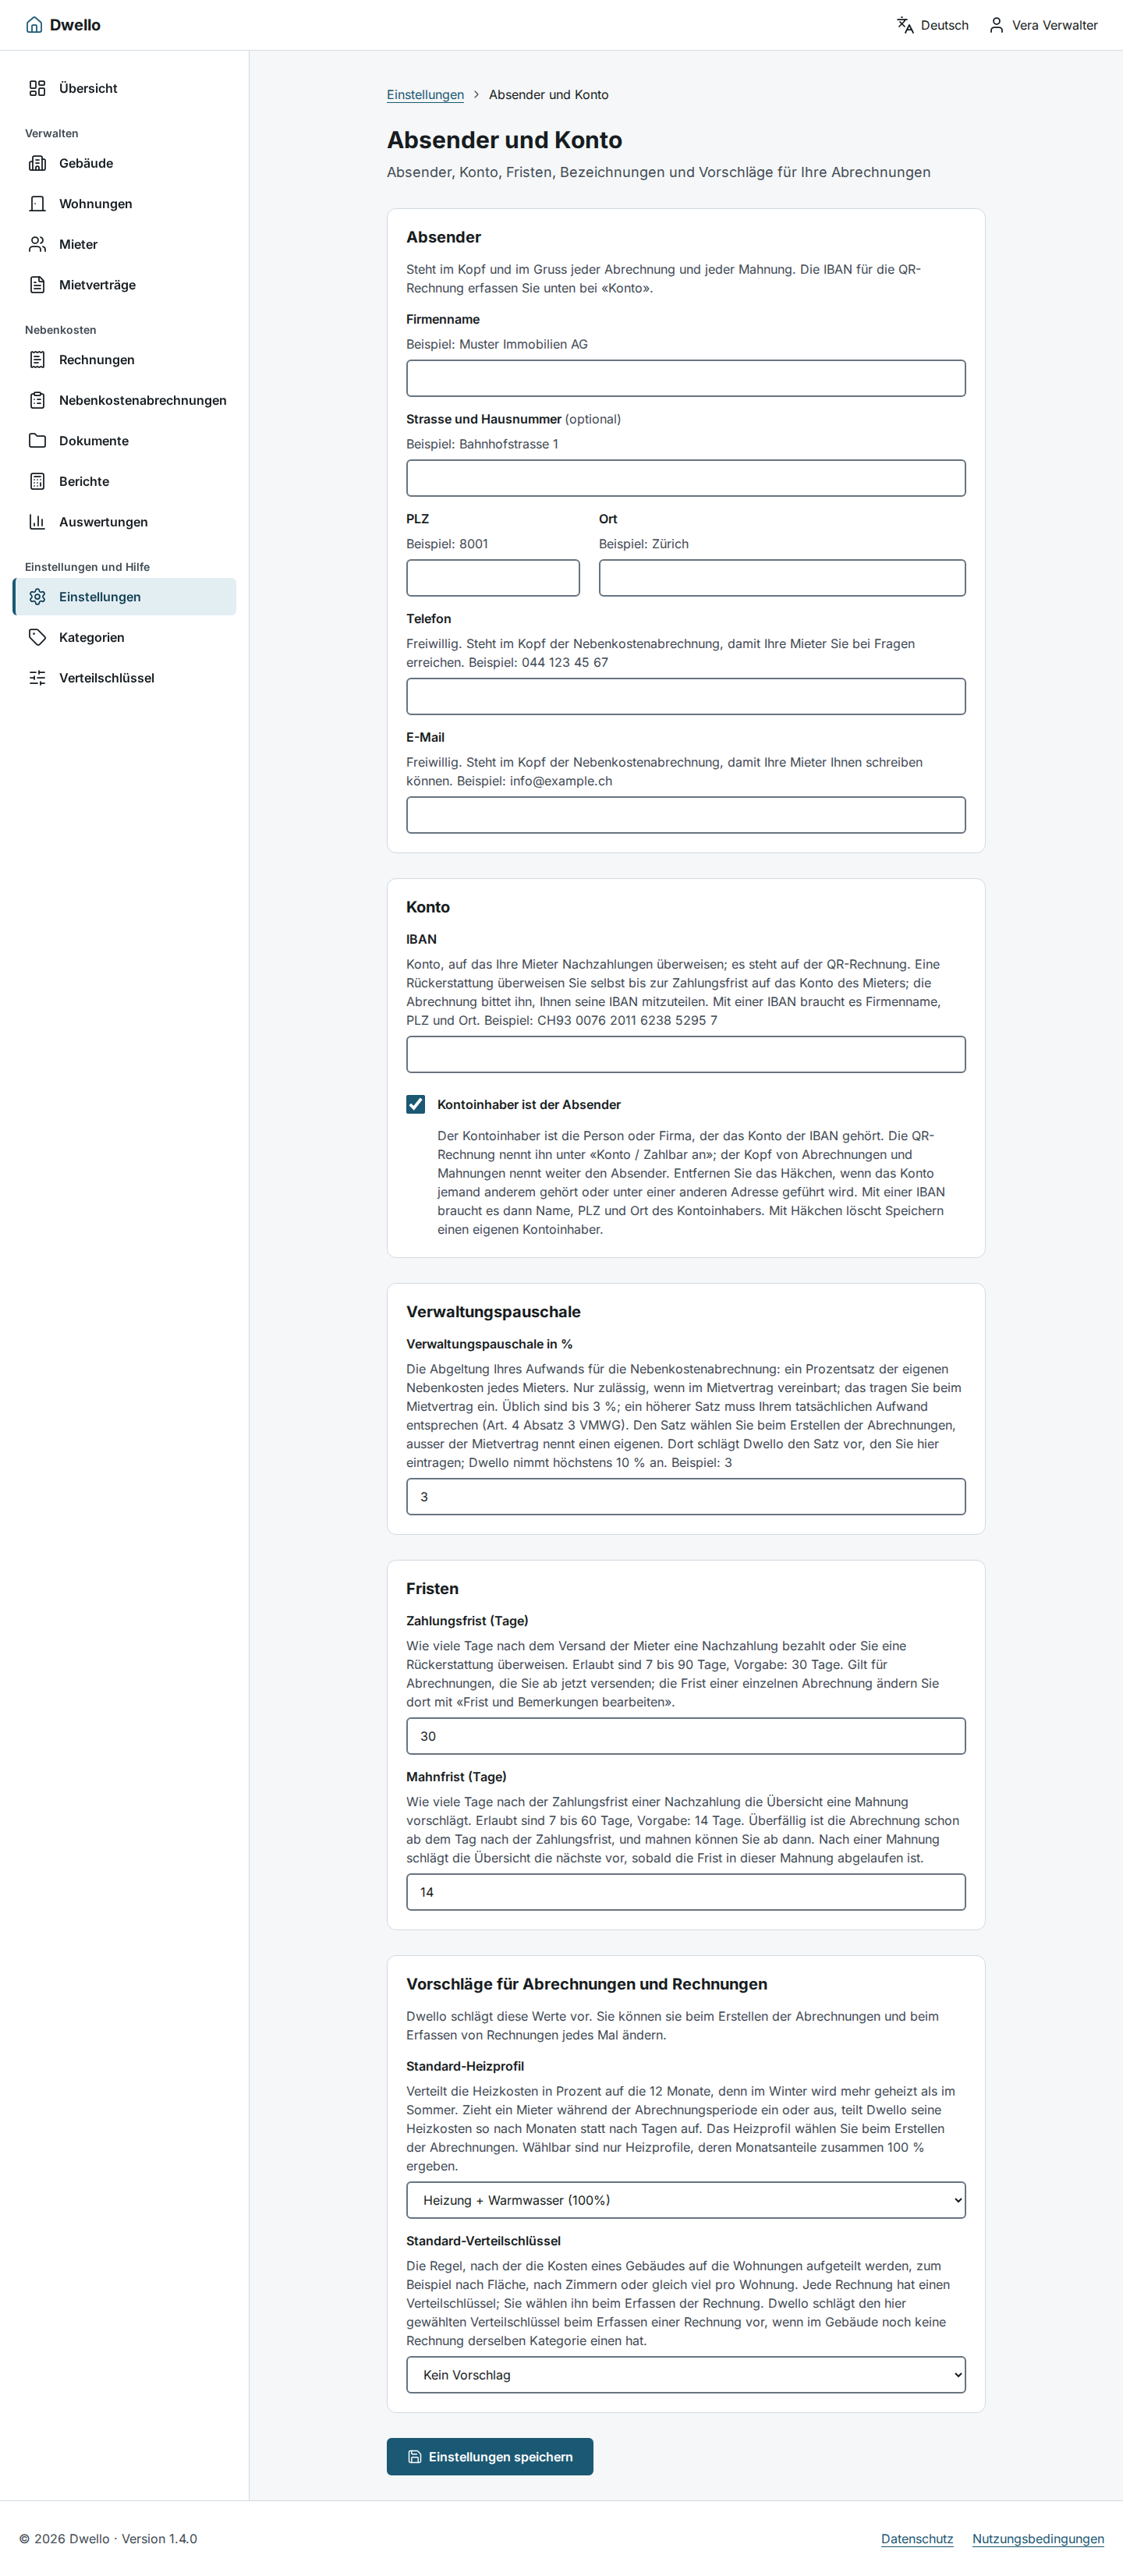 Dwello
Deutsch
Vera Verwalter
Übersicht
Verwalten
Gebäude
Wohnungen
Mieter
Mietverträge
Nebenkosten
Rechnungen
Nebenkostenabrechnungen
Dokumente
Berichte
Auswertungen
Einstellungen und Hilfe
Einstellungen
Kategorien
Verteilschlüssel
Einstellungen > Absender und Konto
Absender und Konto
Absender, Konto, Fristen, Bezeichnungen und Vorschläge für Ihre Abrechnungen
Absender
Steht im Kopf und im Gruss jeder Abrechnung und jeder Mahnung. Die IBAN für die QR-
Rechnung erfassen Sie unten bei «Konto».
Firmenname
Beispiel: Muster Immobilien AG
Strasse und Hausnummer (optional)
Beispiel: Bahnhofstrasse 1
PLZ
Beispiel: 8001
Ort
Beispiel: Zürich
Telefon
Freiwillig. Steht im Kopf der Nebenkostenabrechnung, damit Ihre Mieter Sie bei Fragen
erreichen. Beispiel: 044 123 45 67
E-Mail
Freiwillig. Steht im Kopf der Nebenkostenabrechnung, damit Ihre Mieter Ihnen schreiben
können. Beispiel: info@example.ch
Konto
IBAN
Konto, auf das Ihre Mieter Nachzahlungen überweisen; es steht auf der QR-Rechnung. Eine
Rückerstattung überweisen Sie selbst bis zur Zahlungsfrist auf das Konto des Mieters; die
Abrechnung bittet ihn, Ihnen seine IBAN mitzuteilen. Mit einer IBAN braucht es Firmenname,
PLZ und Ort. Beispiel: CH93 0076 2011 6238 5295 7
Kontoinhaber ist der Absender
Der Kontoinhaber ist die Person oder Firma, der das Konto der IBAN gehört. Die QR-
Rechnung nennt ihn unter «Konto / Zahlbar an»; der Kopf von Abrechnungen und
Mahnungen nennt weiter den Absender. Entfernen Sie das Häkchen, wenn das Konto
jemand anderem gehört oder unter einer anderen Adresse geführt wird. Mit einer IBAN
braucht es dann Name, PLZ und Ort des Kontoinhabers. Mit Häkchen löscht Speichern
einen eigenen Kontoinhaber.
Verwaltungspauschale
Verwaltungspauschale in %
Die Abgeltung Ihres Aufwands für die Nebenkostenabrechnung: ein Prozentsatz der eigenen
Nebenkosten jedes Mieters. Nur zulässig, wenn im Mietvertrag vereinbart; das tragen Sie beim
Mietvertrag ein. Üblich sind bis 3 %; ein höherer Satz muss Ihrem tatsächlichen Aufwand
entsprechen (Art. 4 Absatz 3 VMWG). Den Satz wählen Sie beim Erstellen der Abrechnungen,
ausser der Mietvertrag nennt einen eigenen. Dort schlägt Dwello den Satz vor, den Sie hier
eintragen; Dwello nimmt höchstens 10 % an. Beispiel: 3
3
Fristen
Zahlungsfrist (Tage)
Wie viele Tage nach dem Versand der Mieter eine Nachzahlung bezahlt oder Sie eine
Rückerstattung überweisen. Erlaubt sind 7 bis 90 Tage, Vorgabe: 30 Tage. Gilt für
Abrechnungen, die Sie ab jetzt versenden; die Frist einer einzelnen Abrechnung ändern Sie
dort mit «Frist und Bemerkungen bearbeiten».
30
Mahnfrist (Tage)
Wie viele Tage nach der Zahlungsfrist einer Nachzahlung die Übersicht eine Mahnung
vorschlägt. Erlaubt sind 7 bis 60 Tage, Vorgabe: 14 Tage. Überfällig ist die Abrechnung schon
ab dem Tag nach der Zahlungsfrist, und mahnen können Sie ab dann. Nach einer Mahnung
schlägt die Übersicht die nächste vor, sobald die Frist in dieser Mahnung abgelaufen ist.
14
Vorschläge für Abrechnungen und Rechnungen
Dwello schlägt diese Werte vor. Sie können sie beim Erstellen der Abrechnungen und beim
Erfassen von Rechnungen jedes Mal ändern.
Standard-Heizprofil
Verteilt die Heizkosten in Prozent auf die 12 Monate, denn im Winter wird mehr geheizt als im
Sommer. Zieht ein Mieter während der Abrechnungsperiode ein oder aus, teilt Dwello seine
Heizkosten so nach Monaten statt nach Tagen auf. Das Heizprofil wählen Sie beim Erstellen
der Abrechnungen. Wählbar sind nur Heizprofile, deren Monatsanteile zusammen 100 %
ergeben.
Heizung + Warmwasser (100%)
Standard-Verteilschlüssel
Die Regel, nach der die Kosten eines Gebäudes auf die Wohnungen aufgeteilt werden, zum
Beispiel nach Fläche, nach Zimmern oder gleich viel pro Wohnung. Jede Rechnung hat einen
Verteilschlüssel; Sie wählen ihn beim Erfassen der Rechnung. Dwello schlägt den hier
gewählten Verteilschlüssel beim Erfassen einer Rechnung vor, wenn im Gebäude noch keine
Rechnung derselben Kategorie einen hat.
Kein Vorschlag
Einstellungen speichern
© 2026 Dwello · Version 1.4.0
Datenschutz
Nutzungsbedingungen